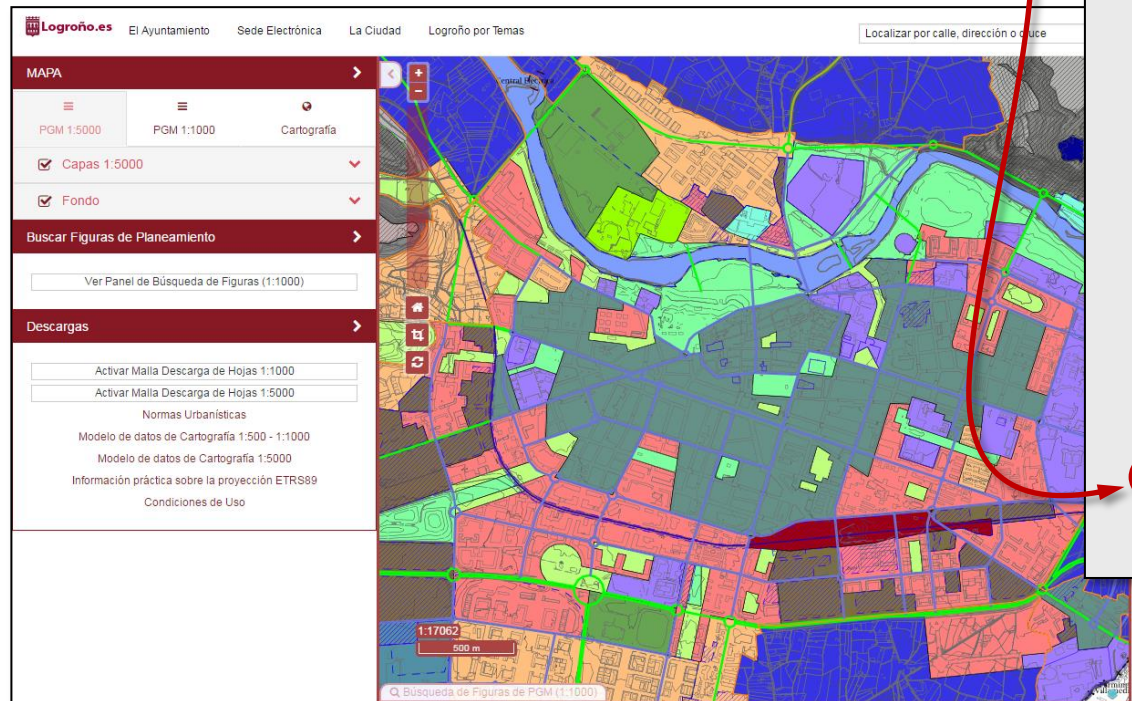 Logroño.es El Ayuntamiento Sede Electrónica La Ciudad Logroño por Temas
Localizar por calle, dirección o cruce
MAPA
PGM 1:5000 PGM 1:1000 Cartografía
Capas 1:5000
Fondo
Buscar Figuras de Planeamiento
Ver Panel de Búsqueda de Figuras (1:1000)
Descargas
Activar Malla Descarga de Hojas 1:1000
Activar Malla Descarga de Hojas 1:5000
Normas Urbanísticas
Modelo de datos de Cartografía 1:500 - 1:1000
Modelo de datos de Cartografía 1:5000
Información práctica sobre la proyección ETRS89
Condiciones de Uso
Central
1:17062
500 m
Búsqueda de Figuras de PGM (1:1000)